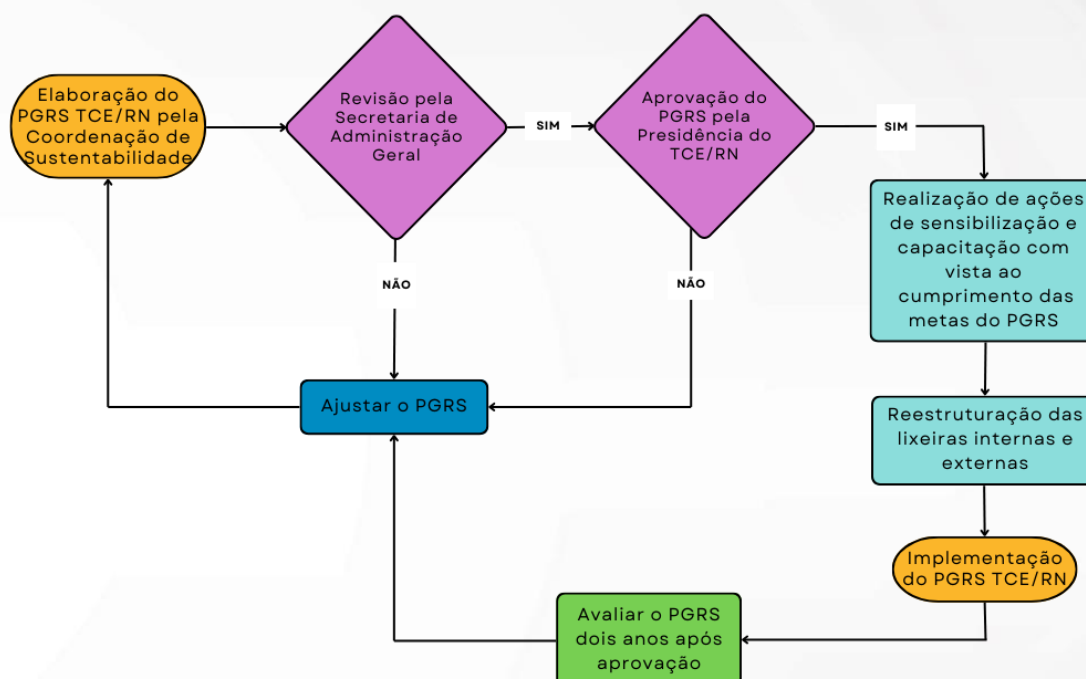 Elaboração do
PGRS TCE/RN pela
Coordenação de
Sustentabilidade
Revisão pela
Secretaria de
Administração
Geral
SIM
Aprovação do
PGRS pela
Presidência do
TCE/RN
SIM
Realização de ações
de sensibilização e
capacitação com
vista ao
cumprimento das
metas do PGRS
NÃO
NÃO
Ajustar o PGRS
Reestruturação das
lixeiras internas e
externas
Implementação
do PGRS TCE/RN
Avaliar o PGRS
dois anos após
aprovação